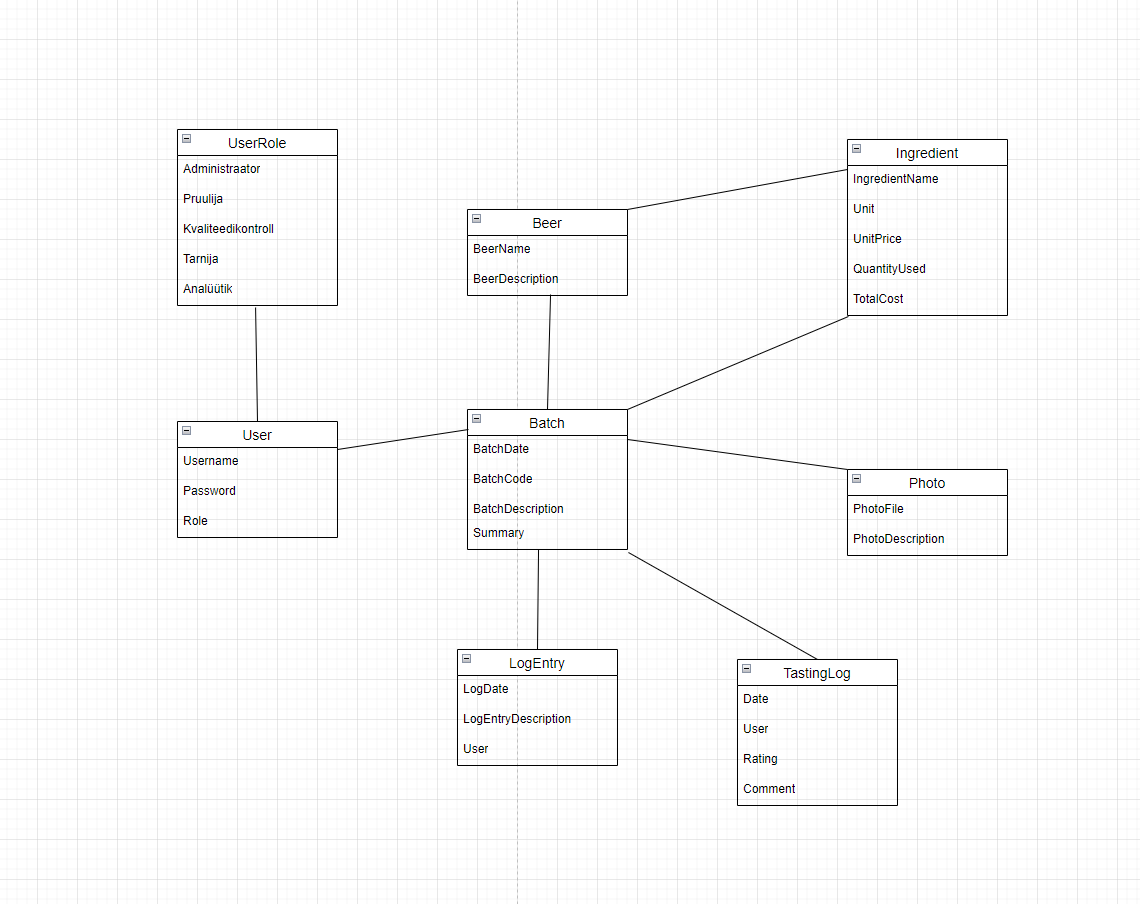 UserRole
Administraator
Pruulija
Kvaliteedikontroll
Tarnija
Analüütik
Beer
BeerName
BeerDescription
Ingredient
IngredientName
Unit
UnitPrice
QuantityUsed
TotalCost
User
Username
Password
Role
Batch
BatchDate
BatchCode
BatchDescription
Summary
Photo
PhotoFile
PhotoDescription
LogEntry
LogDate
LogEntryDescription
User
TastingLog
Date
User
Rating
Comment